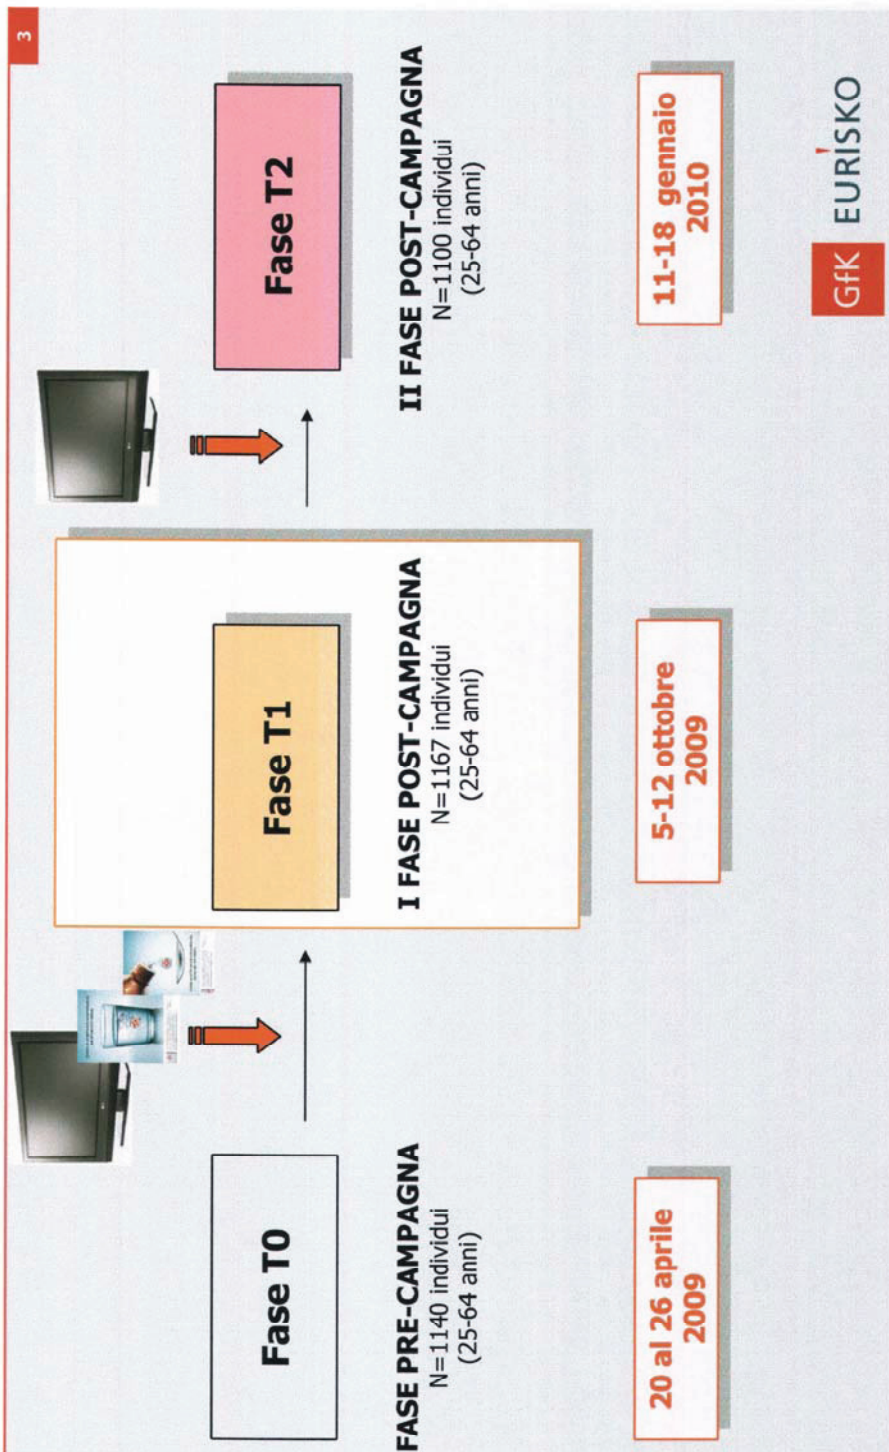 3
Fase T0
FASE PRE-CAMPAGNA
N=1140 individui
(25-64 anni)
20 al 26 aprile
2009
Fase T1
I FASE POST-CAMPAGNA
N=1167 individui
(25-64 anni)
5-12 ottobre
2009
Fase T2
II FASE POST-CAMPAGNA
N=1100 individui
(25-64 anni)
11-18 gennaio
2010
GfK EURISKO